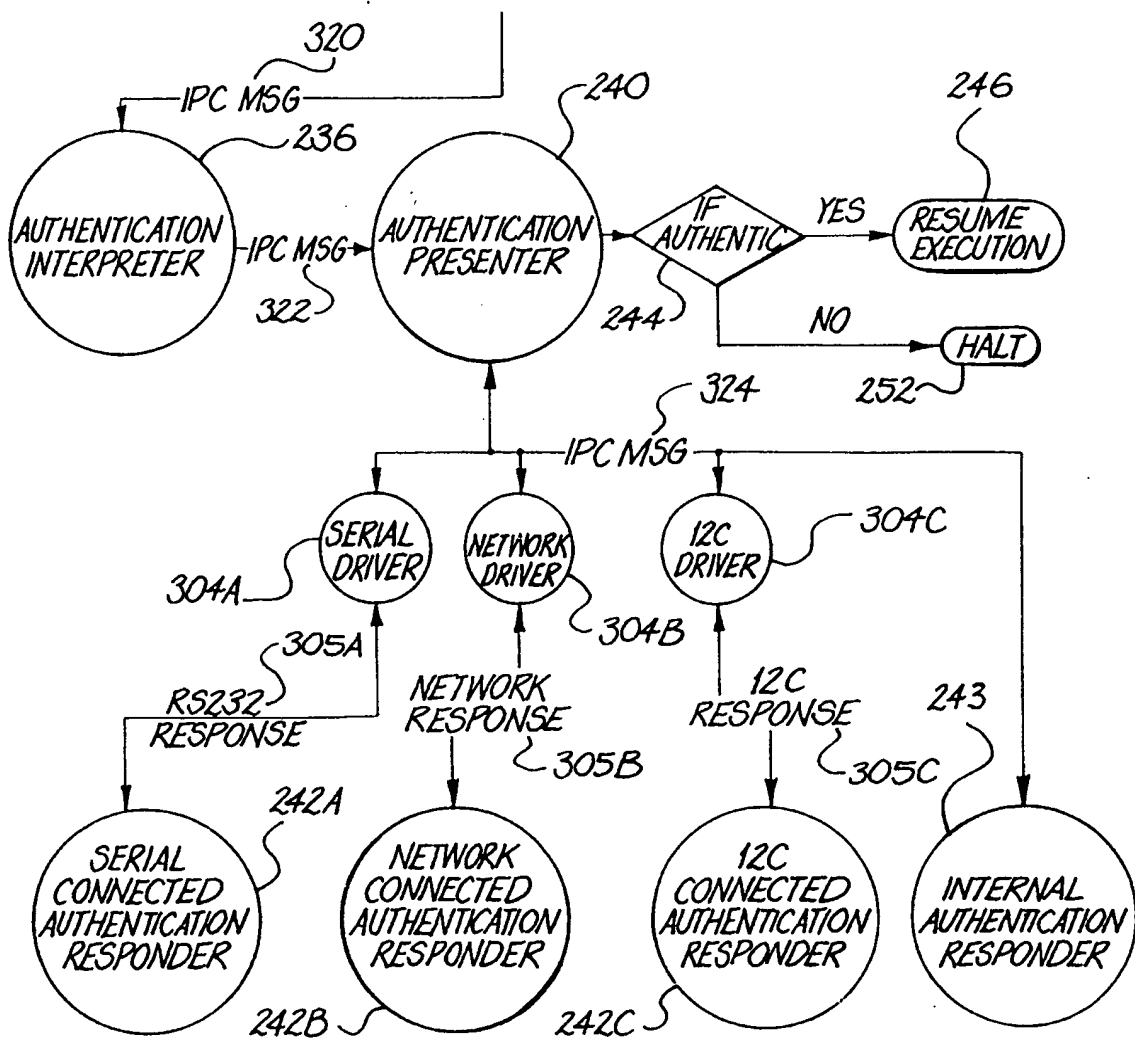 320
IPC MSG
236
240
246
AUTHENTICATION
INTERPRETER
IPC MSG
322
AUTHENTICATION
PRESENTER
IF
AUTHENTIC
244
YES
RESUME
EXECUTION
NO
HALT
252
324
IPC MSG
SERIAL
DRIVER
304A
NETWORK
DRIVER
304B
12C
DRIVER
304C
305A
RS232
RESPONSE
NETWORK
RESPONSE
305B
12C
RESPONSE
305C
243
242A
SERIAL
CONNECTED
AUTHENTICATION
RESPONDER
NETWORK
CONNECTED
AUTHENTICATION
RESPONDER
242B
12C
CONNECTED
AUTHENTICATION
RESPONDER
242C
INTERNAL
AUTHENTICATION
RESPONDER